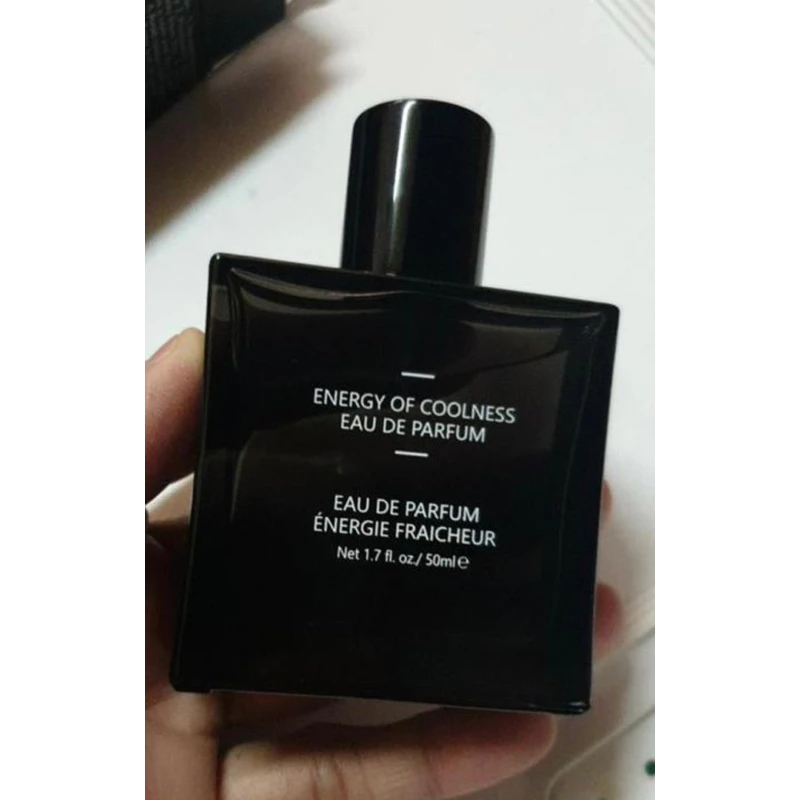 ENERGY OF COOLNESS
EAU DE PARFUM
EAU DE PARFUM
ÉNERGIE FRAICHEUR
Net 1.7 fl. oz./ 50ml℮